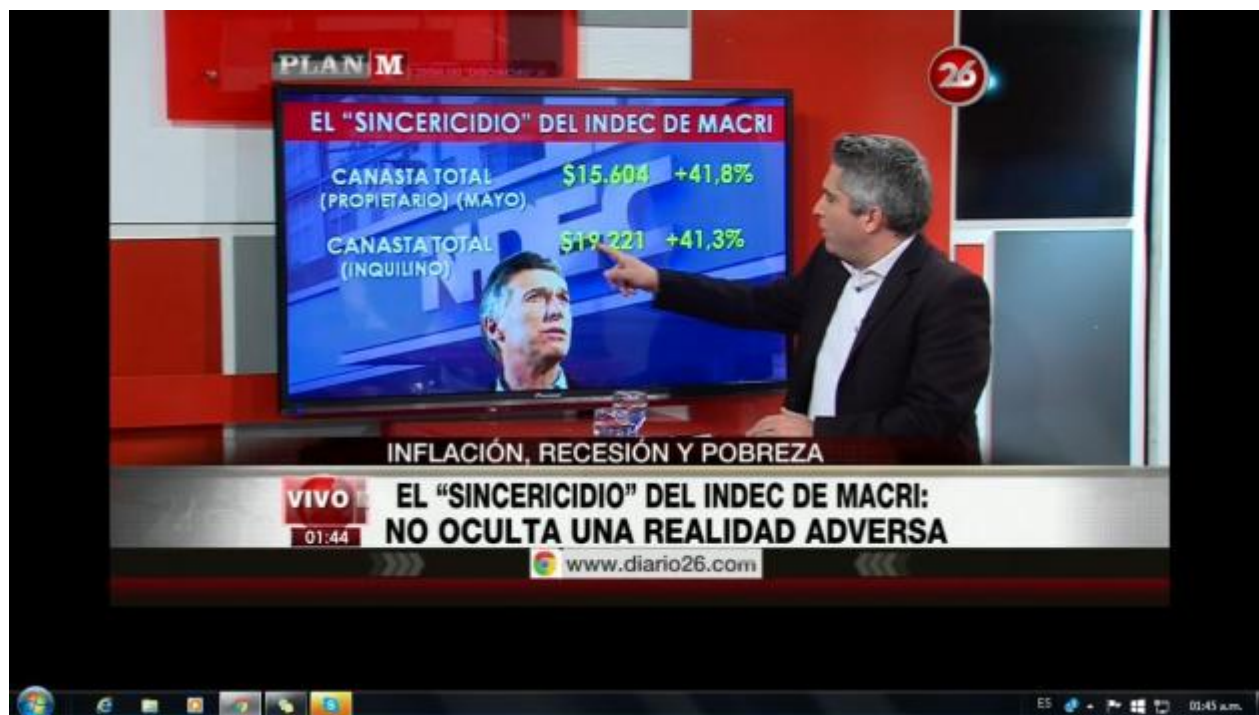 PLAN M
26
EL "SINCERICIDIO" DEL INDEC DE MACRI
CANASTA TOTAL $15.604 +41,8%
(PROPIETARIO) (MAYO)
CANASTA TOTAL $19.221 +41,3%
(INQUILINO)
INFLACIÓN, RECESIÓN Y POBREZA
VIVO
01:44
EL "SINCERICIDIO" DEL INDEC DE MACRI:
NO OCULTA UNA REALIDAD ADVERSA
www.diario26.com
ES
01:45 a.m.